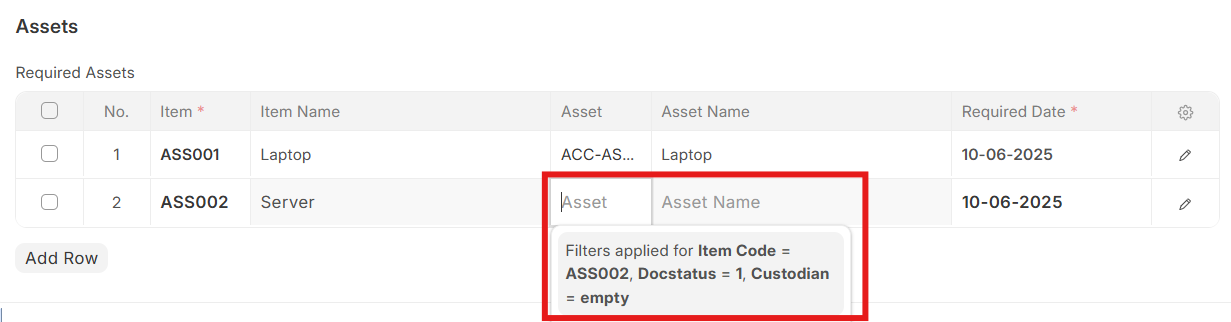 Assets
Required Assets
No. Item * Item Name Asset Asset Name Required Date *
1 ASS001 Laptop ACC-AS... Laptop 10-06-2025
2 ASS002 Server Asset Asset Name 10-06-2025
Filters applied for Item Code =
ASS002, Docstatus = 1, Custodian
= empty
Add Row